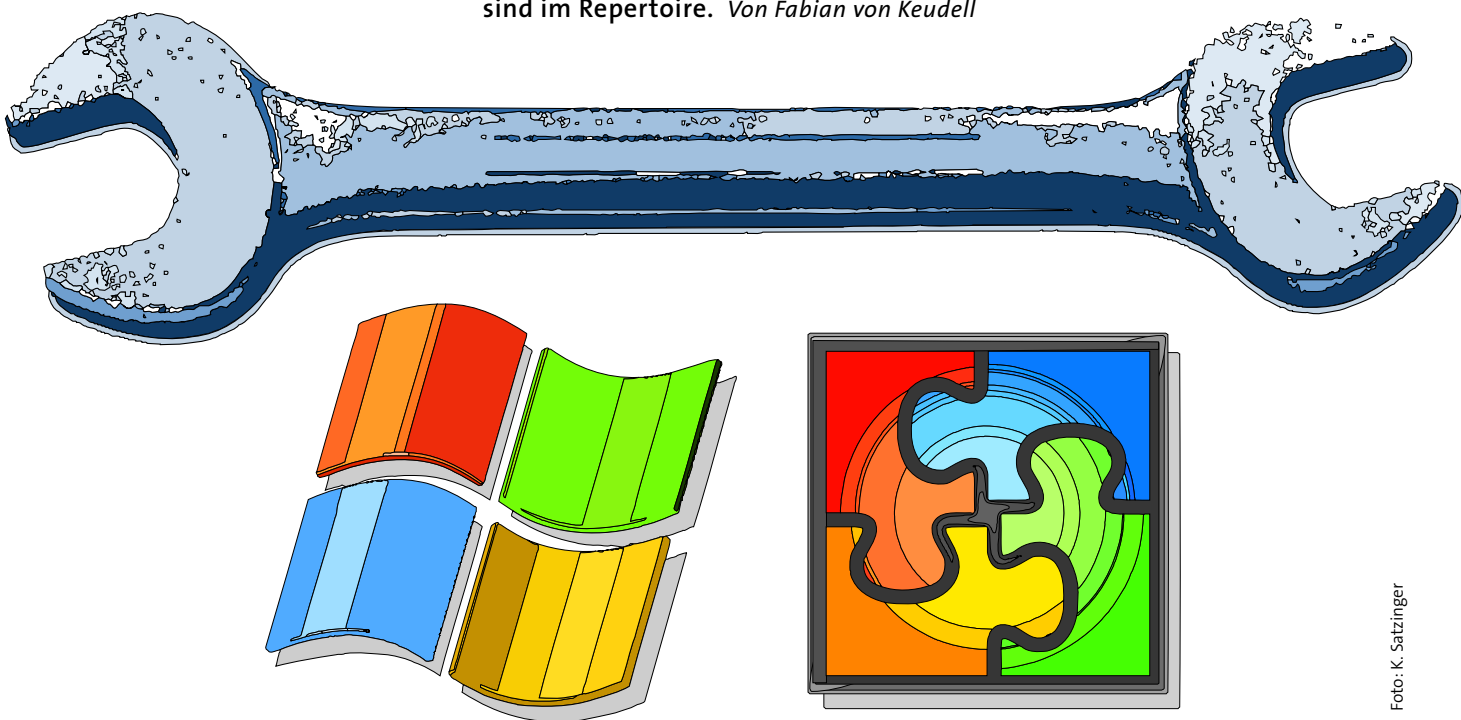 sind im Repertoire. Von Fabian von Keudell
Foto: K. Satzinger